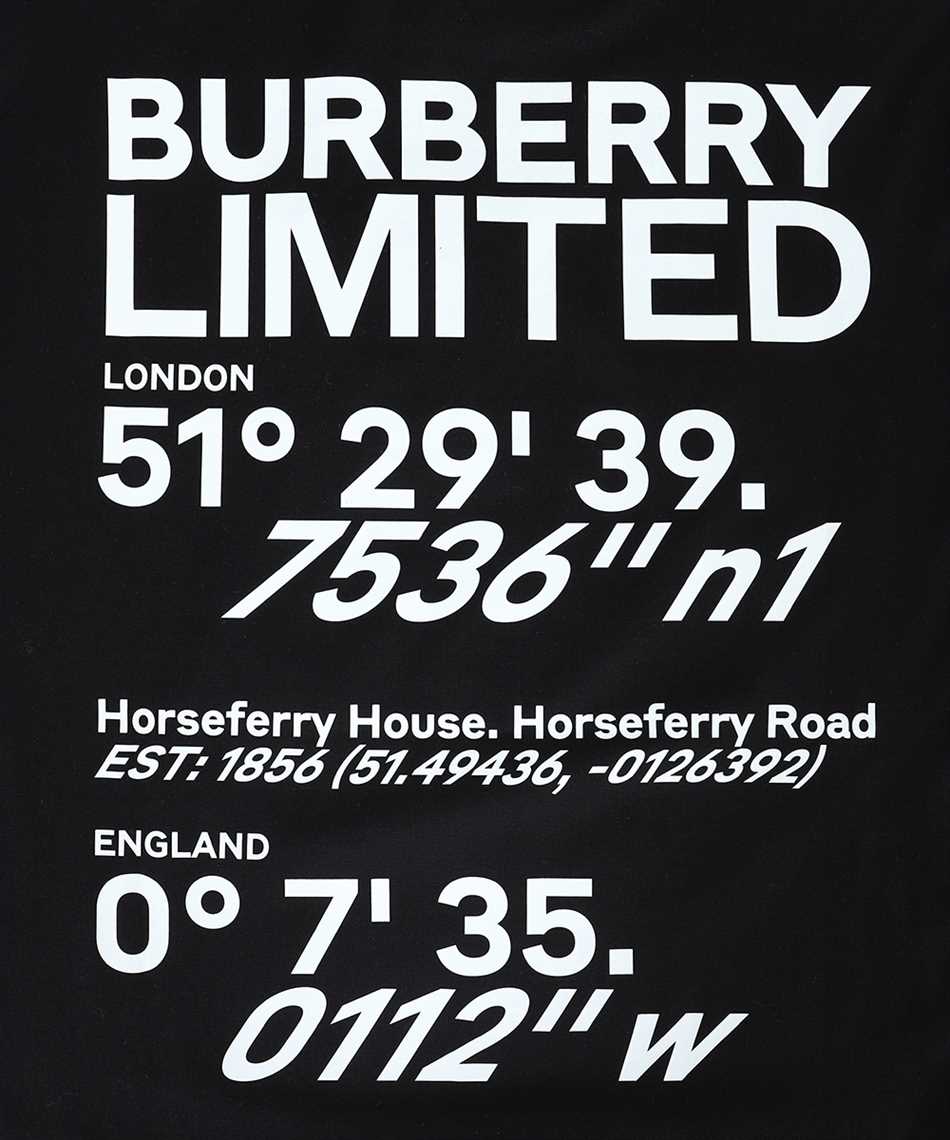 BURBERRY
LIMITED
LONDON
51° 29' 39.
7536" n1
Horseferry House. Horseferry Road
EST: 1856 (51.49436, -0126392)
ENGLAND
0° 7' 35.
0112" w